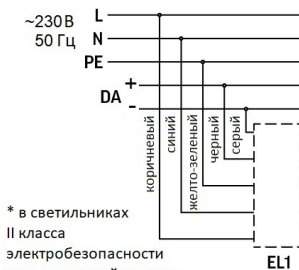 ~230 В
50 Гц
L
N
PE
DA
+
-
коричневый
синий
желто-зеленый
черный
серый
* в светильниках
II класса
электробезопасности
EL1